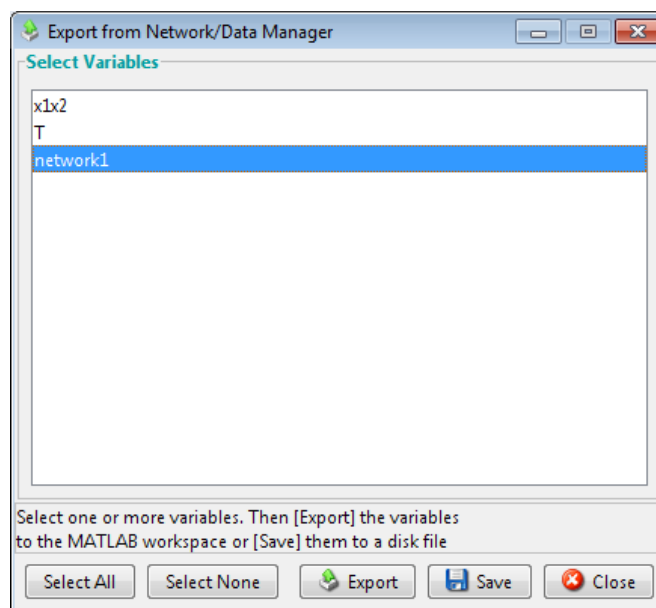 Export from Network/Data Manager
Select Variables
x1x2
T
network1
Select one or more variables. Then [Export] the variables
to the MATLAB workspace or [Save] them to a disk file
Select All
Select None
Export
Save
Close